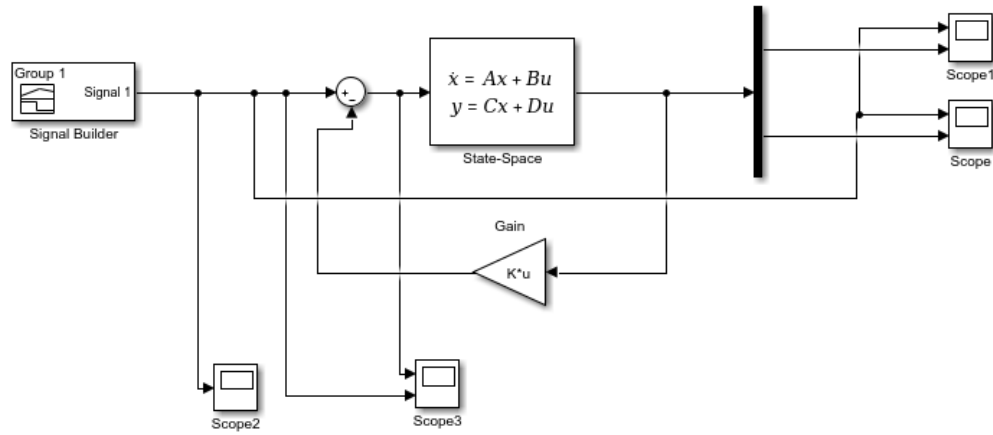 Group 1
Signal 1
Signal Builder
+
−
ẋ = Ax + Bu
y = Cx + Du
State-Space
Scope1
Scope
Gain
K*u
Scope2
Scope3